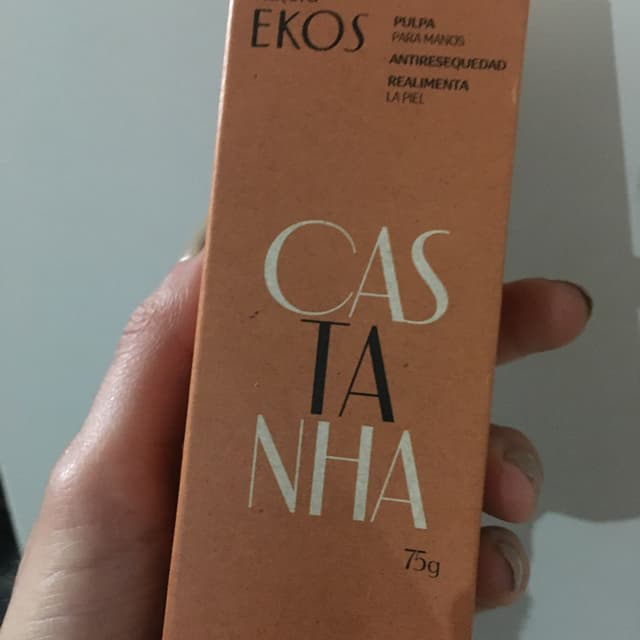 EKOS
PULPA
PARA MANOS
ANTIRESEQUEDAD
REALIMENTA
LA PIEL
CAS
TA
NHA
75g